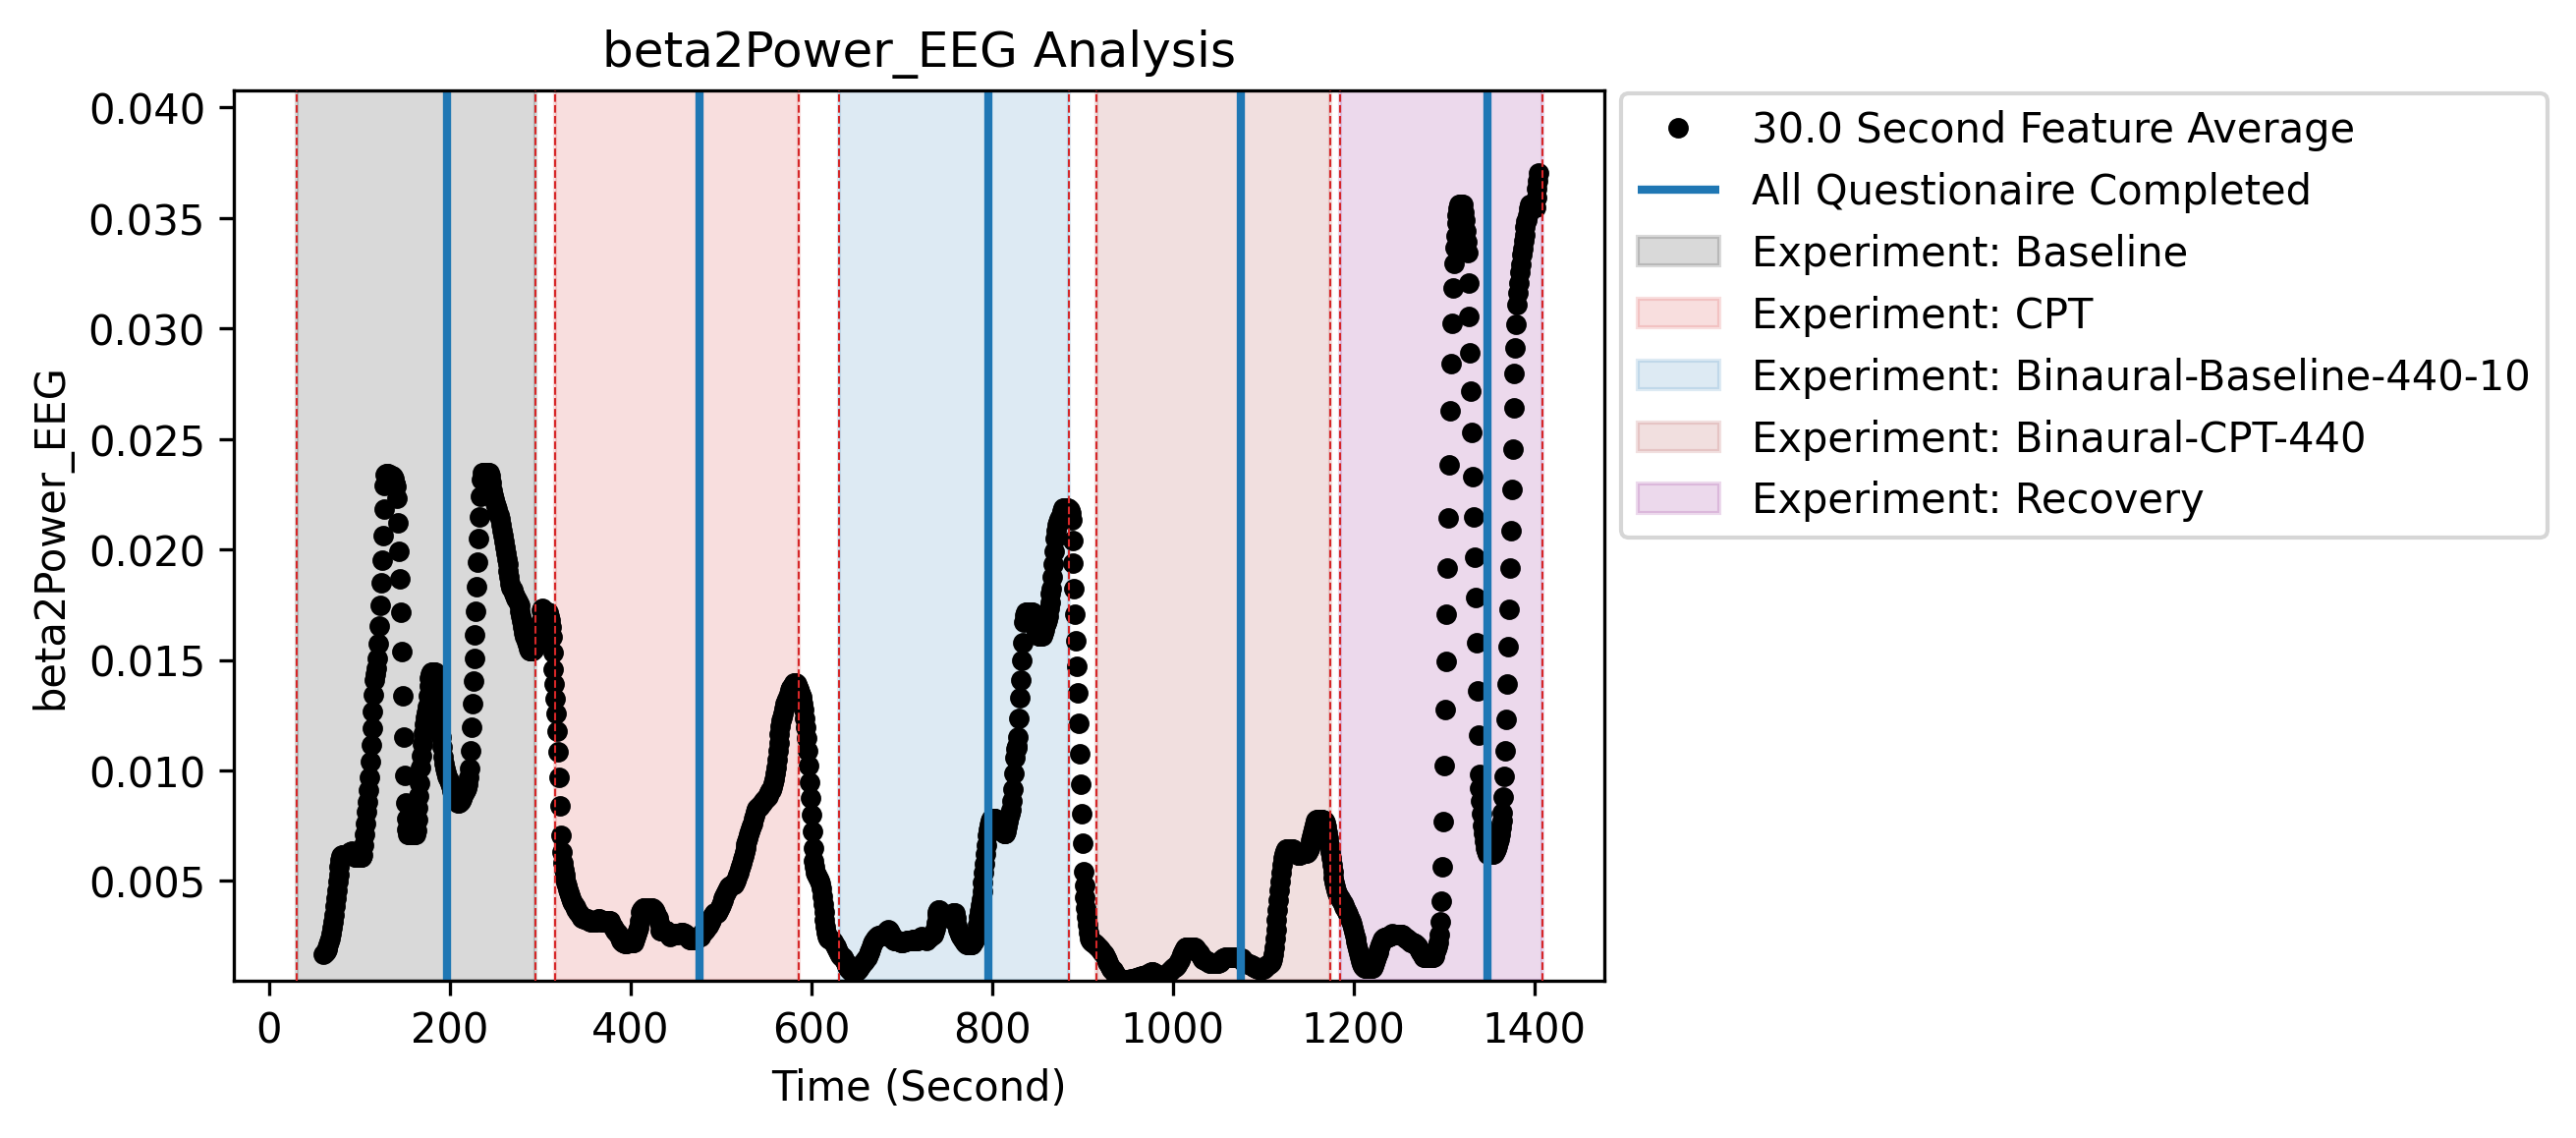 beta2Power_EEG Analysis
0.040
0.035
0.030
0.025
0.020
0.015
0.010
0.005
beta2Power_EEG
0
200
400
600
800
1000
1200
1400
Time (Second)
30.0 Second Feature Average
All Questionaire Completed
Experiment: Baseline
Experiment: CPT
Experiment: Binaural-Baseline-440-10
Experiment: Binaural-CPT-440
Experiment: Recovery